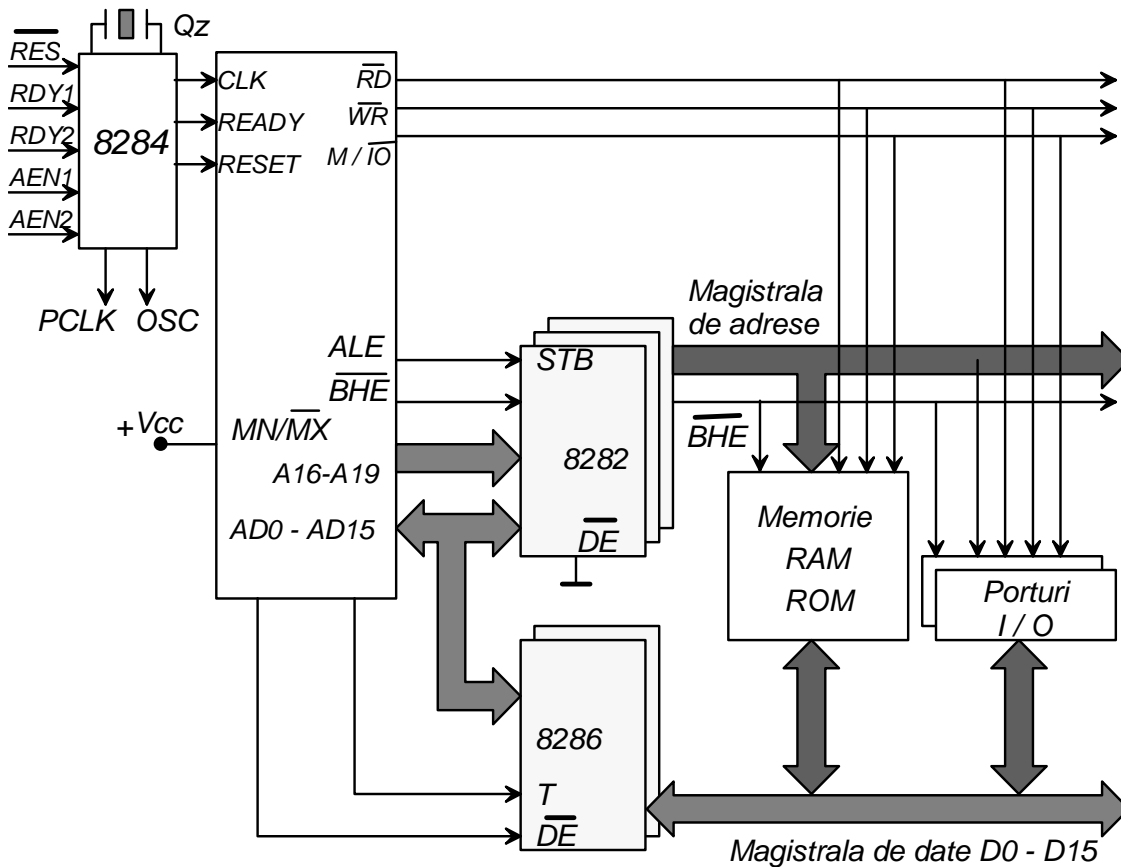 Qz
RES
RDY1
RDY2
AEN1
AEN2
8284
PCLK OSC
CLK
READY
RESET
RD
WR
M / IO
ALE
BHE
+Vcc
MN/MX
A16-A19
AD0 - AD15
STB
8282
DE
Magistrala
de adrese
BHE
Memorie
RAM
ROM
Porturi
I / O
8286
T
DE
Magistrala de date D0 - D15